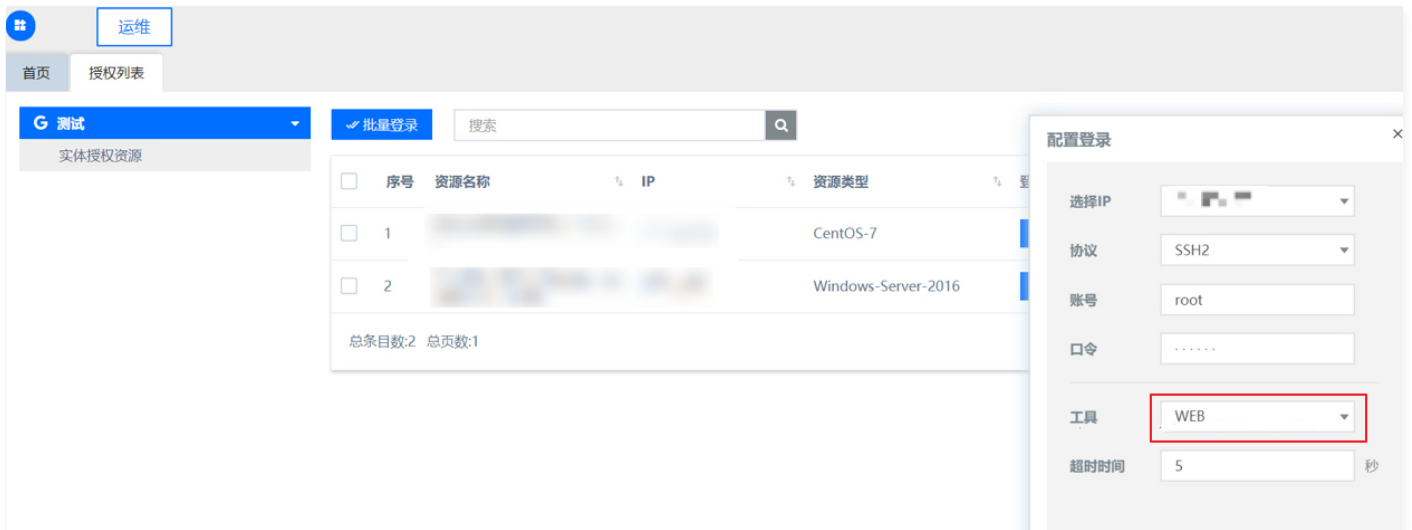 运维
首页 授权列表
G 测试
实体授权资源
批量登录 搜索
序号 资源名称 IP 资源类型
1 CentOS-7
2 Windows-Server-2016
总条目数:2 总页数:1
配置登录 ×
选择IP
协议 SSH2
账号 root
口令 ······
工具 WEB
超时时间 5 秒